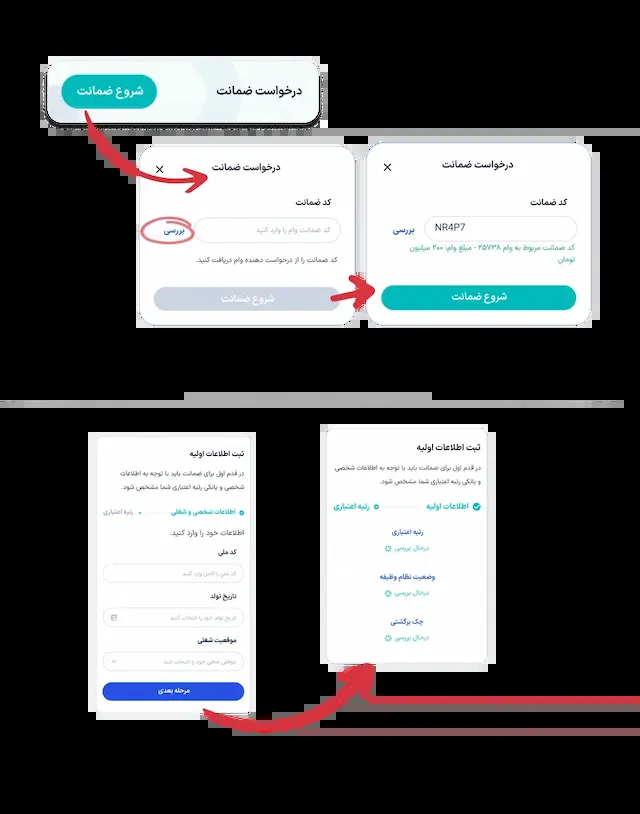 درخواست ضمانت
شروع ضمانت
درخواست ضمانت
کد ضمانت
کد ضمانت وام را وارد کنید
بررسی
کد ضمانت را از درخواست دهنده وام دریافت کنید.
شروع ضمانت
درخواست ضمانت
کد ضمانت
NR4P7
بررسی
کد ضمانت مربوط به وام ۲۵۷۳۸ - مبلغ وام: ۲۰۰ میلیون
تومان
شروع ضمانت
ثبت اطلاعات اولیه
در قدم اول برای ضمانت باید با توجه به اطلاعات
شخصی و بانکی رتبه اعتباری شما مشخص شود.
اطلاعات شخصی و شغلی
رتبه اعتباری
اطلاعات خود را وارد کنید.
کد ملی
کد ملی را کامل وارد کنید
تاریخ تولد
تاریخ تولد خود را انتخاب کنید
موقعیت شغلی
موقعیت شغلی خود را انتخاب کنید
مرحله بعدی
ثبت اطلاعات اولیه
در قدم اول برای ضمانت باید با توجه به اطلاعات شخصی
و بانکی رتبه اعتباری شما مشخص شود.
اطلاعات اولیه
رتبه اعتباری
رتبه اعتباری
درحال بررسی
وضعیت نظام وظیفه
درحال بررسی
چک برگشتی
درحال بررسی